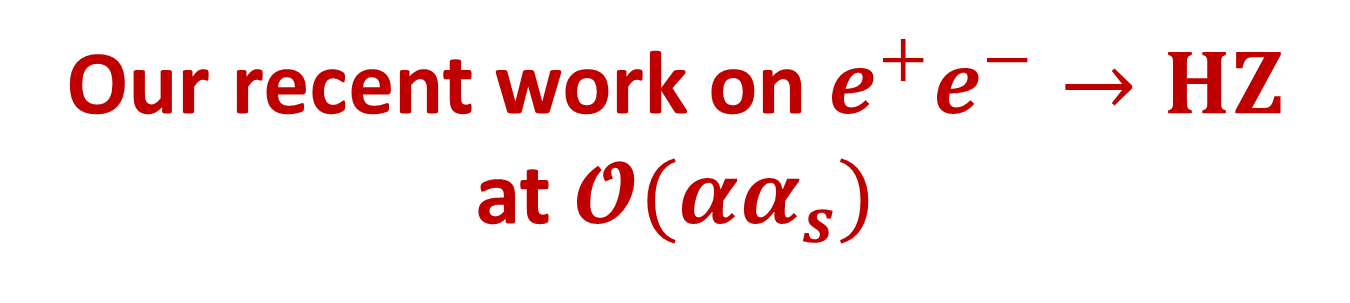 Our recent work on e⁺e⁻ → HZ
at 𝒪(αα_s)